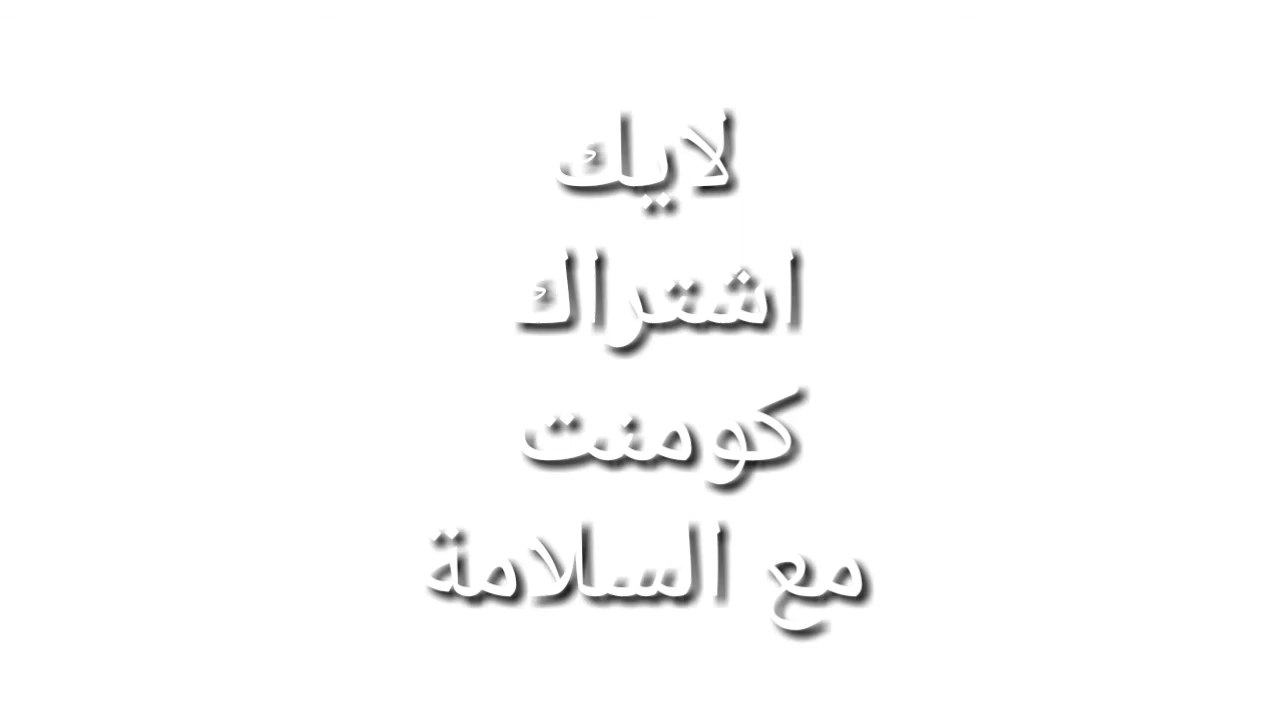 لايك
اشتراك
كومنت
مع السلامة